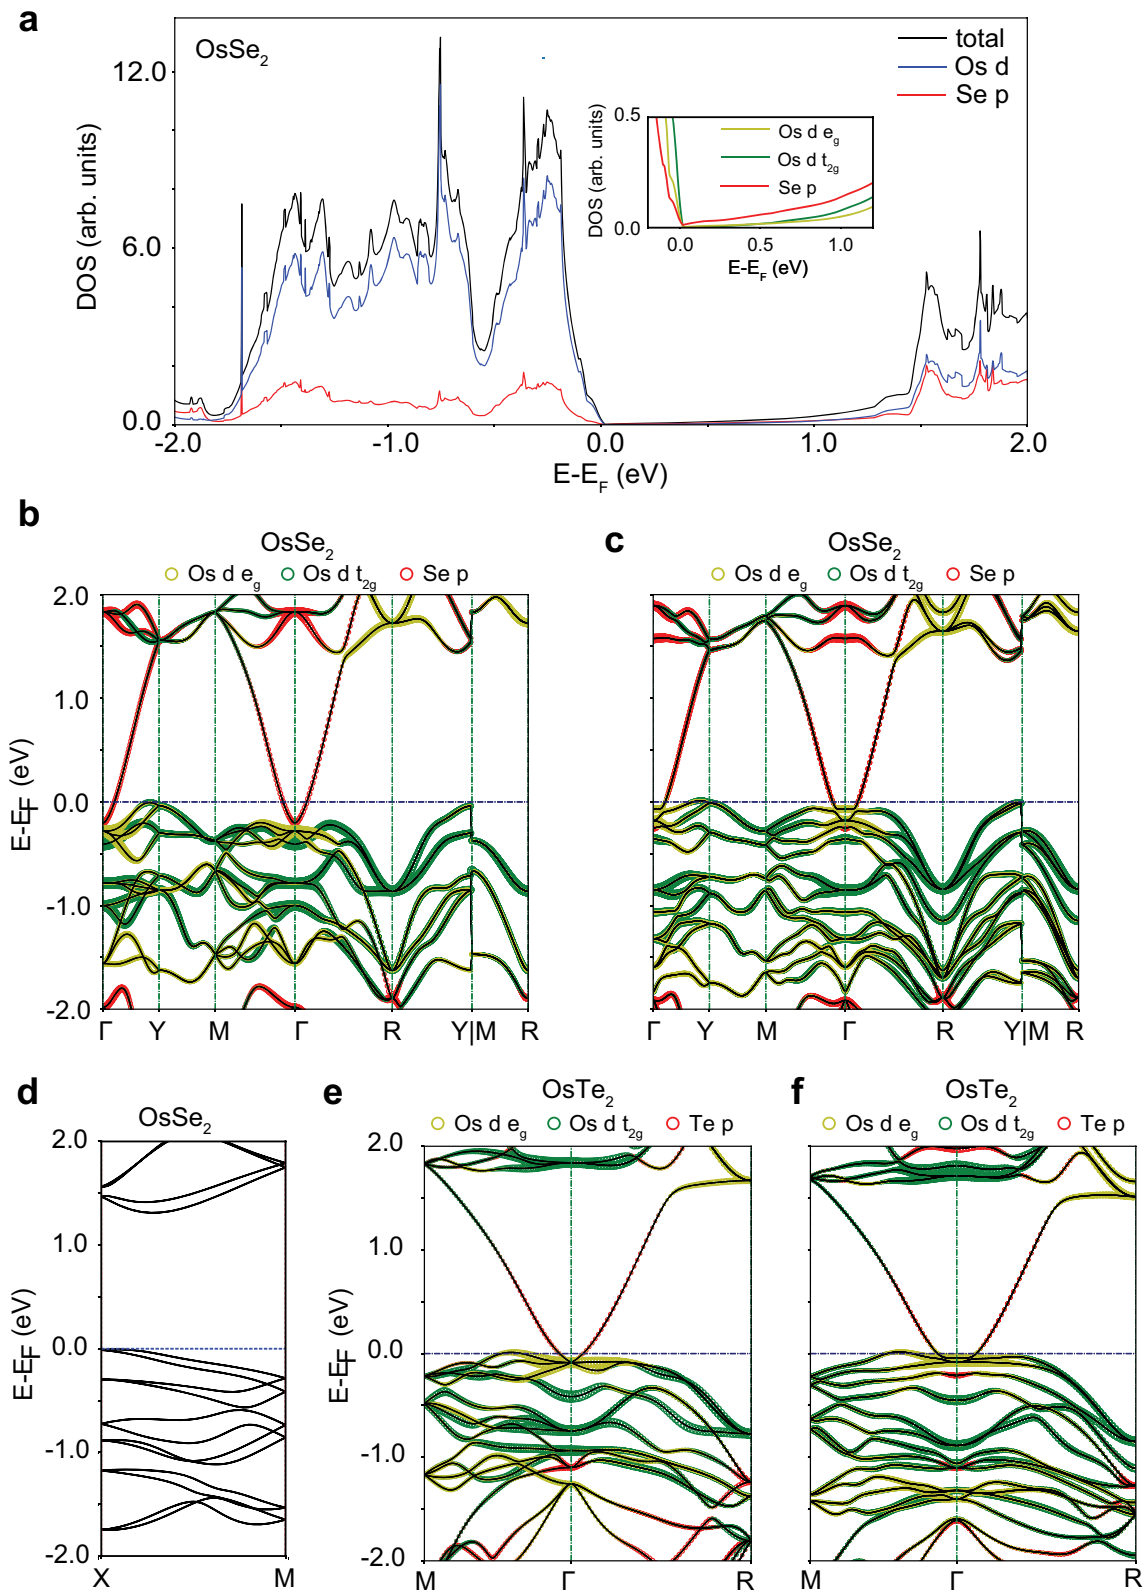 a
OsSe2
total
Os d
Se p
DOS (arb. units)
12.0
6.0
0.0
-2.0 -1.0 0.0 1.0 2.0
E-EF (eV)
DOS (arb. units)
0.5
0.0
Os d eg
Os d t2g
Se p
0.0 0.5 1.0
E-EF (eV)
b
OsSe2
Os d eg Os d t2g Se p
E-EF (eV)
2.0
1.0
0.0
-1.0
-2.0
Γ Y M Γ R Y|M R
c
OsSe2
Os d eg Os d t2g Se p
Γ Y M Γ R Y|M R
d
OsSe2
E-EF (eV)
2.0
1.0
0.0
-1.0
-2.0
X M
e
OsTe2
Os d eg Os d t2g Te p
E-EF (eV)
2.0
1.0
0.0
-1.0
-2.0
M Γ R
f
OsTe2
Os d eg Os d t2g Te p
M Γ R